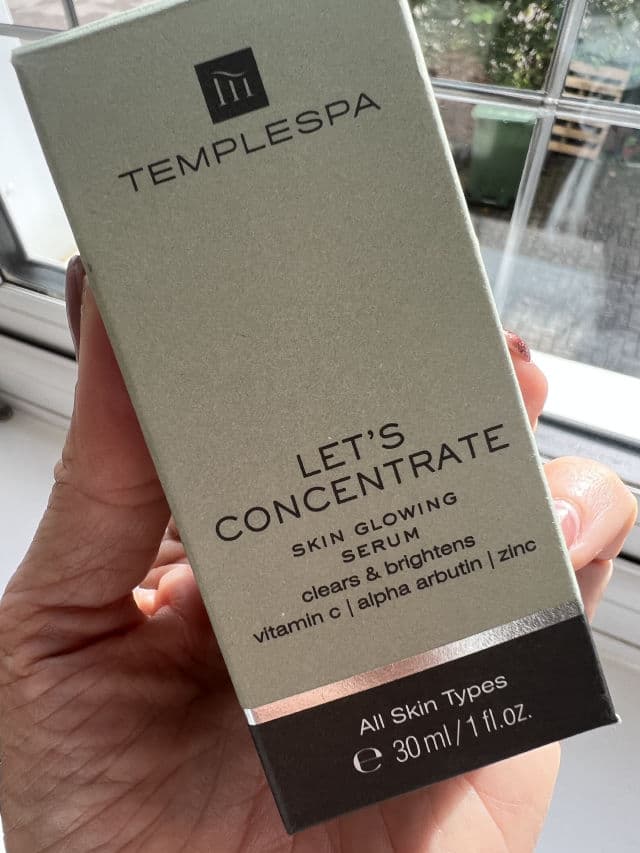 TEMPLESPA
LET'S
CONCENTRATE
SKIN GLOWING
SERUM
clears & brightens
vitamin c | alpha arbutin | zinc
All Skin Types
℮ 30 ml/1 fl.oz.